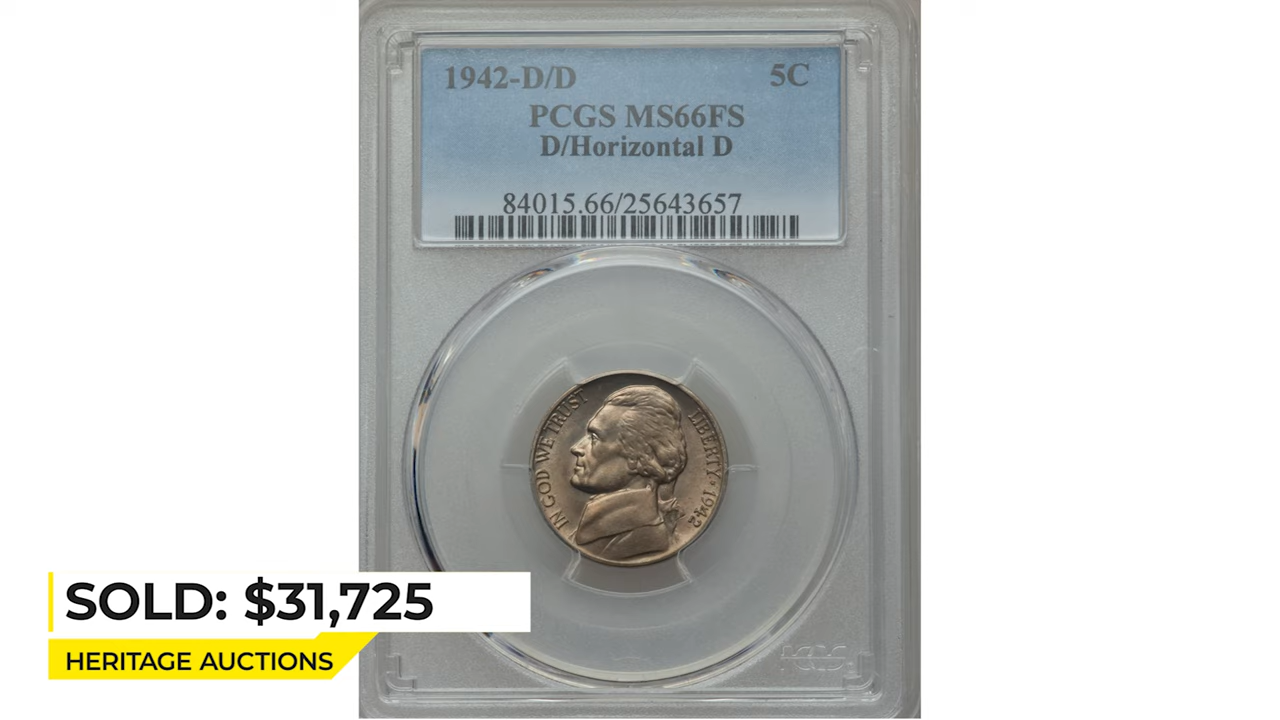 1942-D/D 5C
PCGS MS66FS
D/Horizontal D
84015.66/25643657
IN GOD WE TRUST
LIBERTY * 1942
SOLD: $31,725
HERITAGE AUCTIONS
PCGS